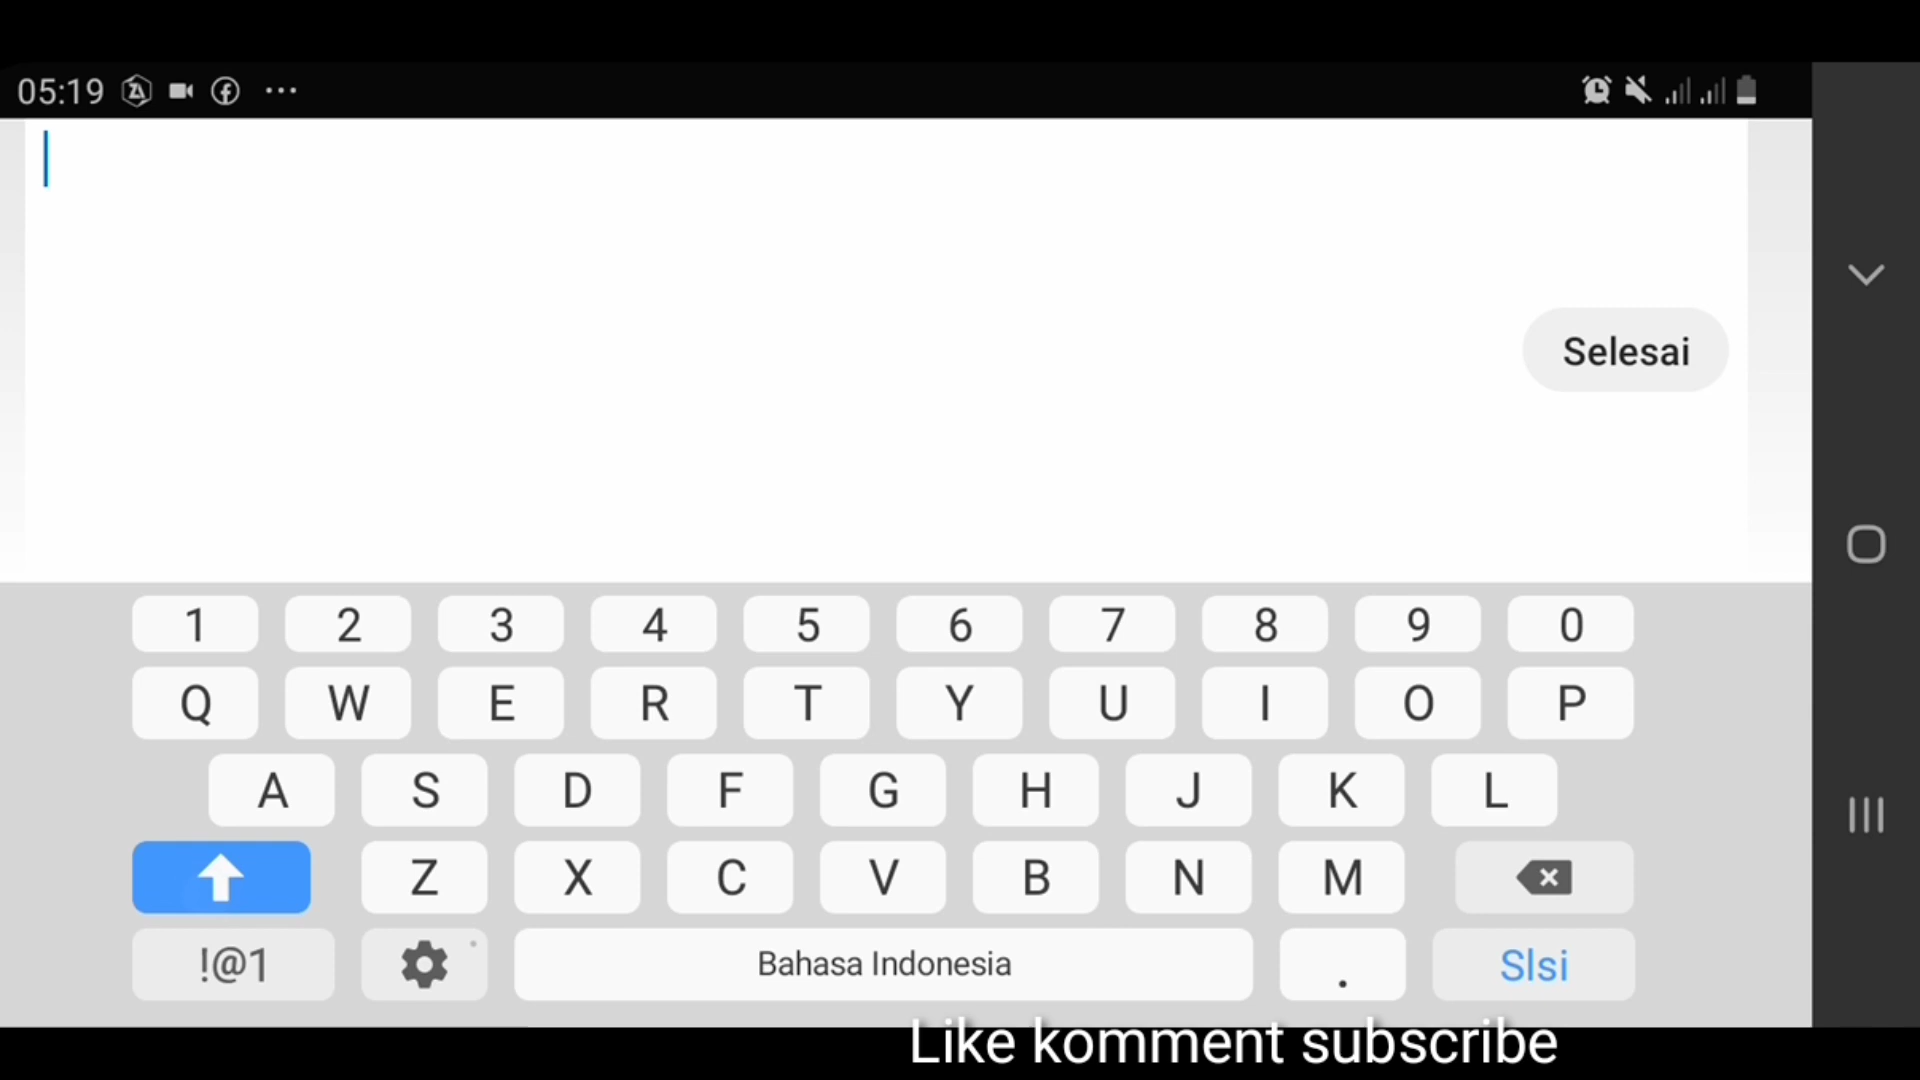 05:19
Selesai
1 2 3 4 5 6 7 8 9 0
Q W E R T Y U I O P
A S D F G H J K L
Z X C V B N M
!@1 Bahasa Indonesia . Slsi
Like komment subscribe